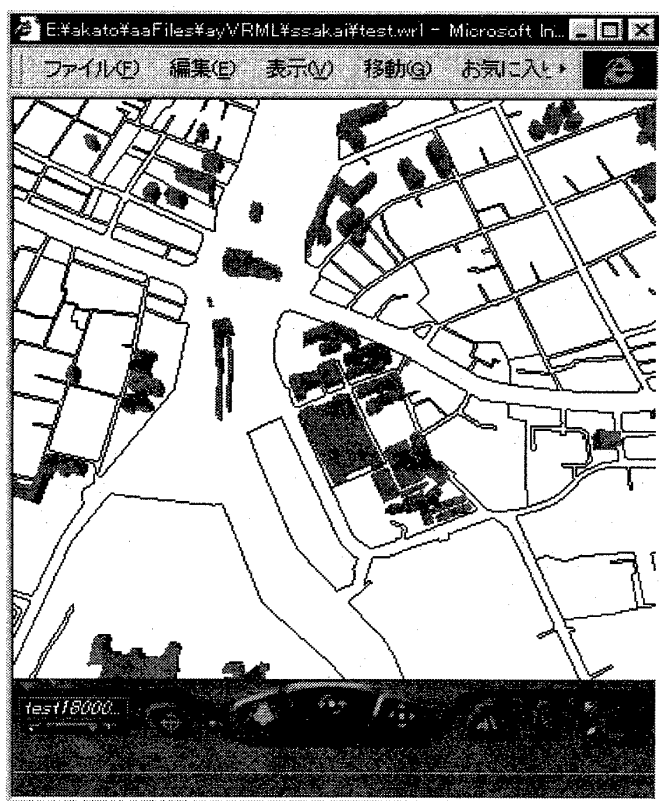 E:¥akato¥aaFiles¥ayVRML¥ssakai¥test.wrl - Microsoft In...
ファイル(F) 編集(E) 表示(V) 移動(G) お気に入り
test18000..